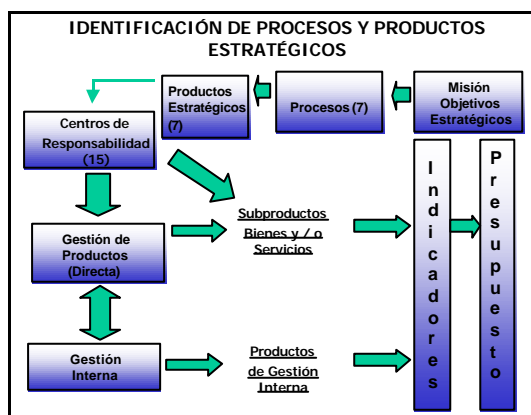 IDENTIFICACIÓN DE PROCESOS Y PRODUCTOS
ESTRATÉGICOS
Productos
Estratégicos
(7)
Procesos (7)
Misión
Objetivos
Estratégicos
Centros de
Responsabilidad
(15)
Gestión de
Productos
(Directa)
Subproductos
Bienes y / o
Servicios
Gestión
Interna
Productos
de Gestión
Interna
Indicadores
Presupuesto